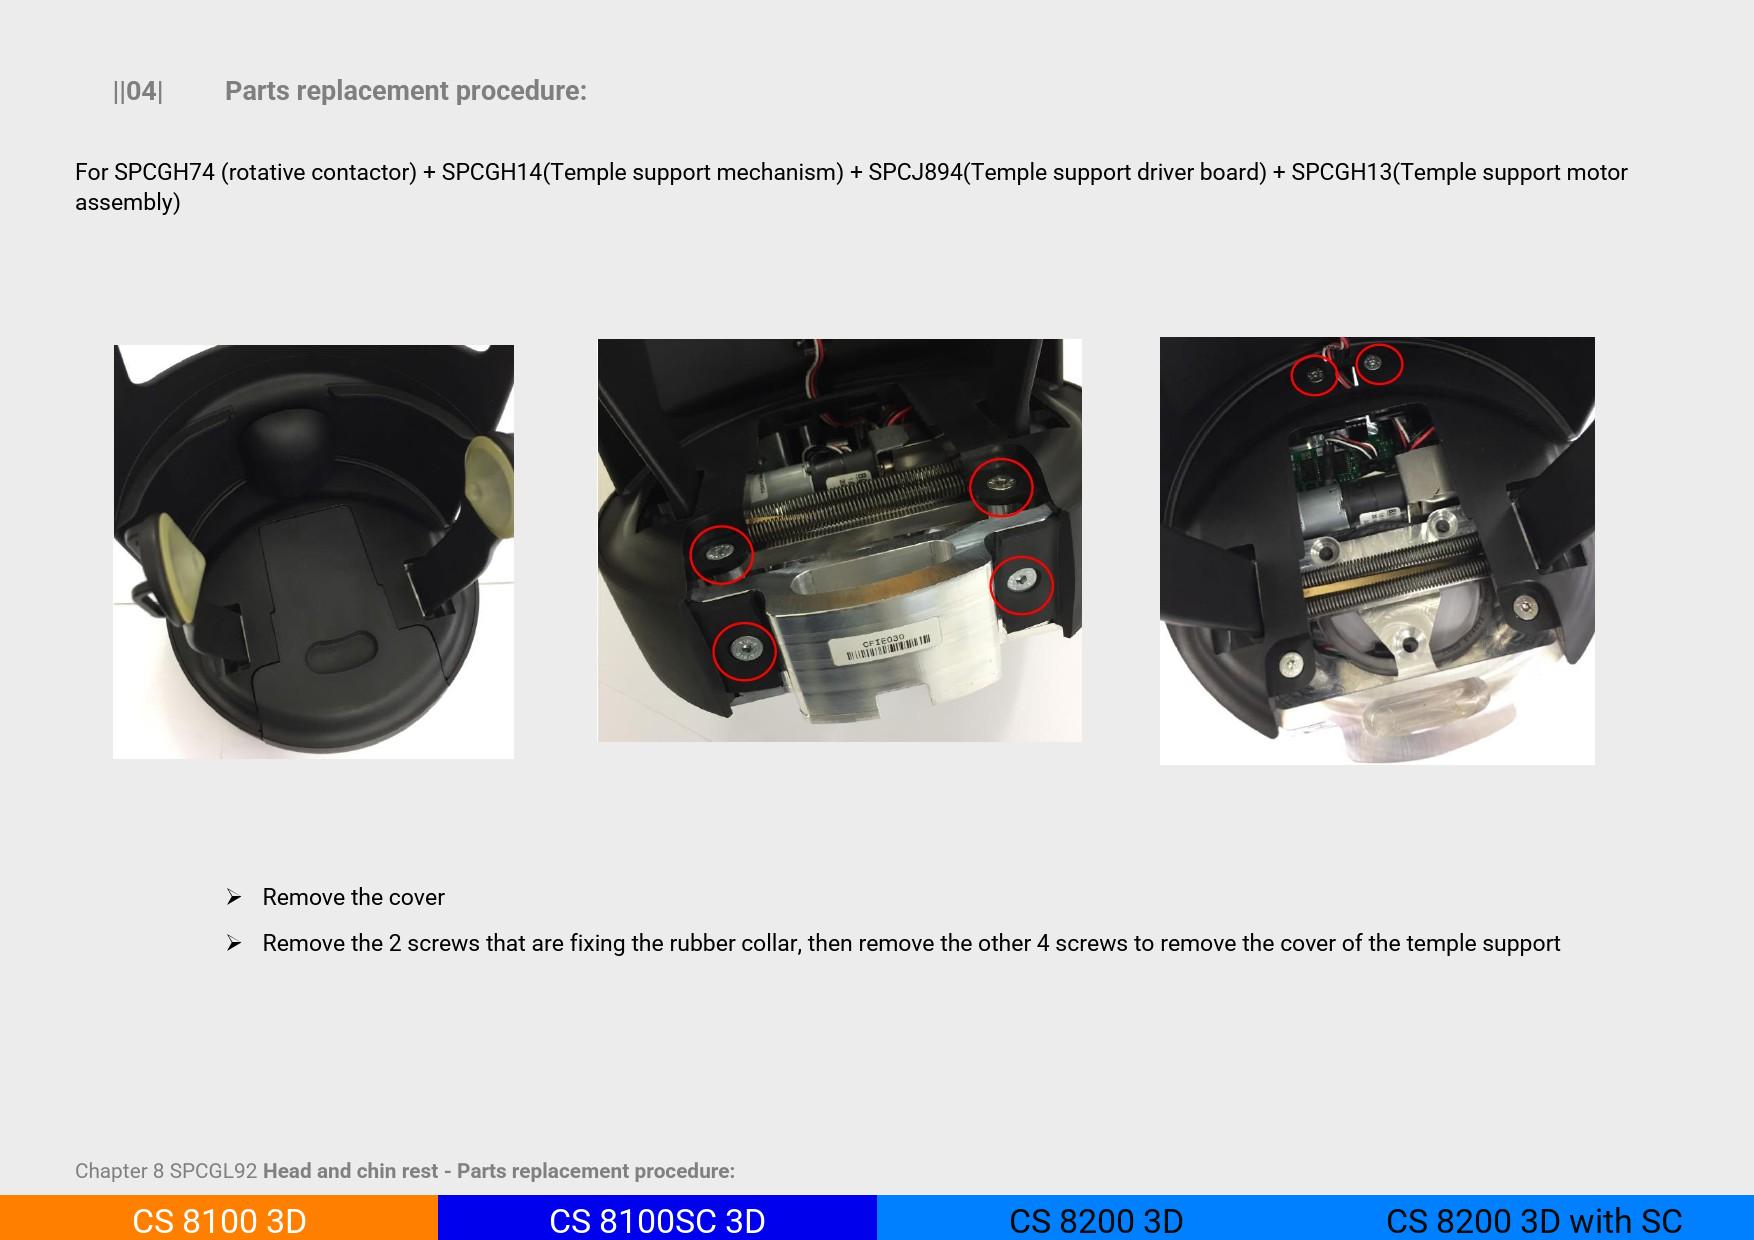 ||04| Parts replacement procedure:
For SPCGH74 (rotative contactor) + SPCGH14(Temple support mechanism) + SPCJ894(Temple support driver board) + SPCGH13(Temple support motor
assembly)
CFIE030
➢ Remove the cover
➢ Remove the 2 screws that are fixing the rubber collar, then remove the other 4 screws to remove the cover of the temple support
Chapter 8 SPCGL92 Head and chin rest - Parts replacement procedure:
CS 8100 3D CS 8100SC 3D CS 8200 3D CS 8200 3D with SC